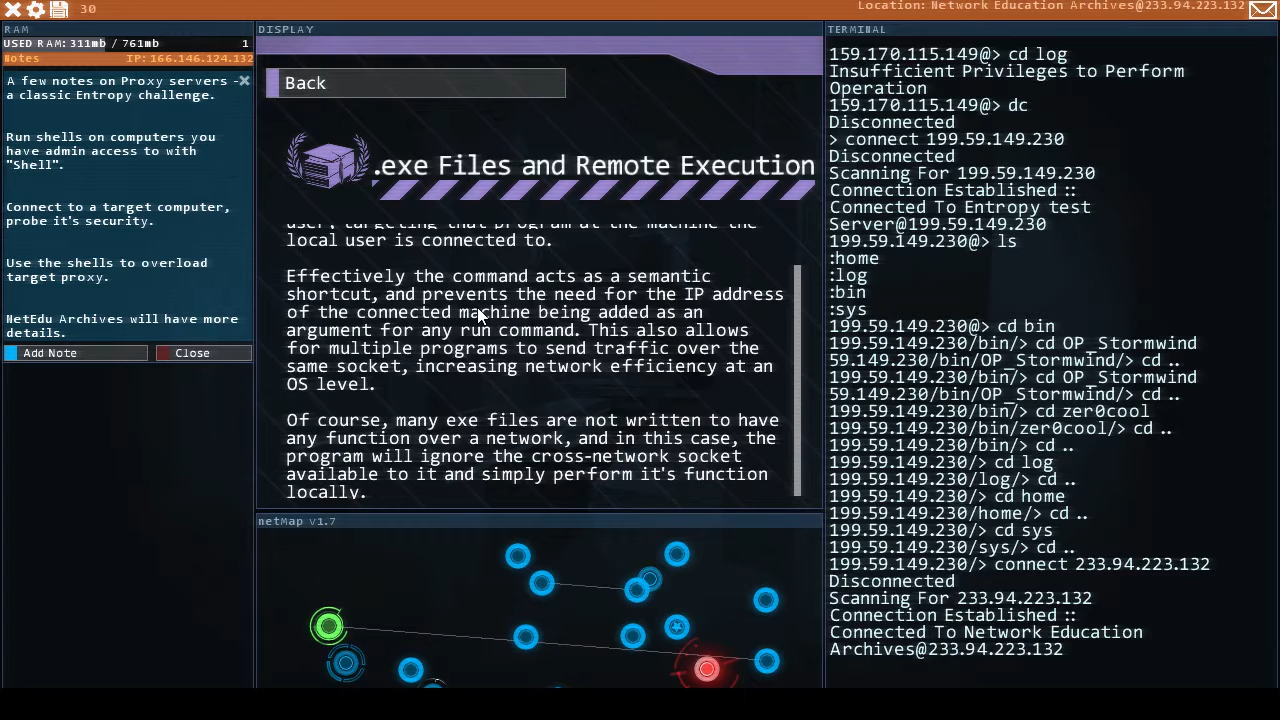 30
Location: Network Education Archives@233.94.223.132
RAM
USED RAM: 311mb / 761mb 1
Notes IP: 166.146.124.132
A few notes on Proxy servers -
a classic Entropy challenge.
Run shells on computers you
have admin access to with
"Shell".
Connect to a target computer,
probe it's security.
Use the shells to overload
target proxy.
NetEdu Archives will have more
details.
Add Note
Close
DISPLAY
Back
.exe Files and Remote Execution
user, targeting that program at the machine the
local user is connected to.
Effectively the command acts as a semantic
shortcut, and prevents the need for the IP address
of the connected machine being added as an
argument for any run command. This also allows
for multiple programs to send traffic over the
same socket, increasing network efficiency at an
OS level.
Of course, many exe files are not written to have
any function over a network, and in this case, the
program will ignore the cross-network socket
available to it and simply perform it's function
locally.
netMap v1.7
TERMINAL
159.170.115.149@> cd log
Insufficient Privileges to Perform
Operation
159.170.115.149@> dc
Disconnected
> connect 199.59.149.230
Disconnected
Scanning For 199.59.149.230
Connection Established ::
Connected To Entropy test
Server@199.59.149.230
199.59.149.230@> ls
:home
:log
:bin
:sys
199.59.149.230@> cd bin
199.59.149.230/bin/> cd OP_Stormwind
59.149.230/bin/OP_Stormwind/> cd ..
199.59.149.230/bin/> cd OP_Stormwind
59.149.230/bin/OP_Stormwind/> cd ..
199.59.149.230/bin/> cd zer0cool
199.59.149.230/bin/zer0cool/> cd ..
199.59.149.230/bin/> cd ..
199.59.149.230/> cd log
199.59.149.230/log/> cd ..
199.59.149.230/> cd home
199.59.149.230/home/> cd ..
199.59.149.230/> cd sys
199.59.149.230/sys/> cd ..
199.59.149.230/> connect 233.94.223.132
Disconnected
Scanning For 233.94.223.132
Connection Established ::
Connected To Network Education
Archives@233.94.223.132